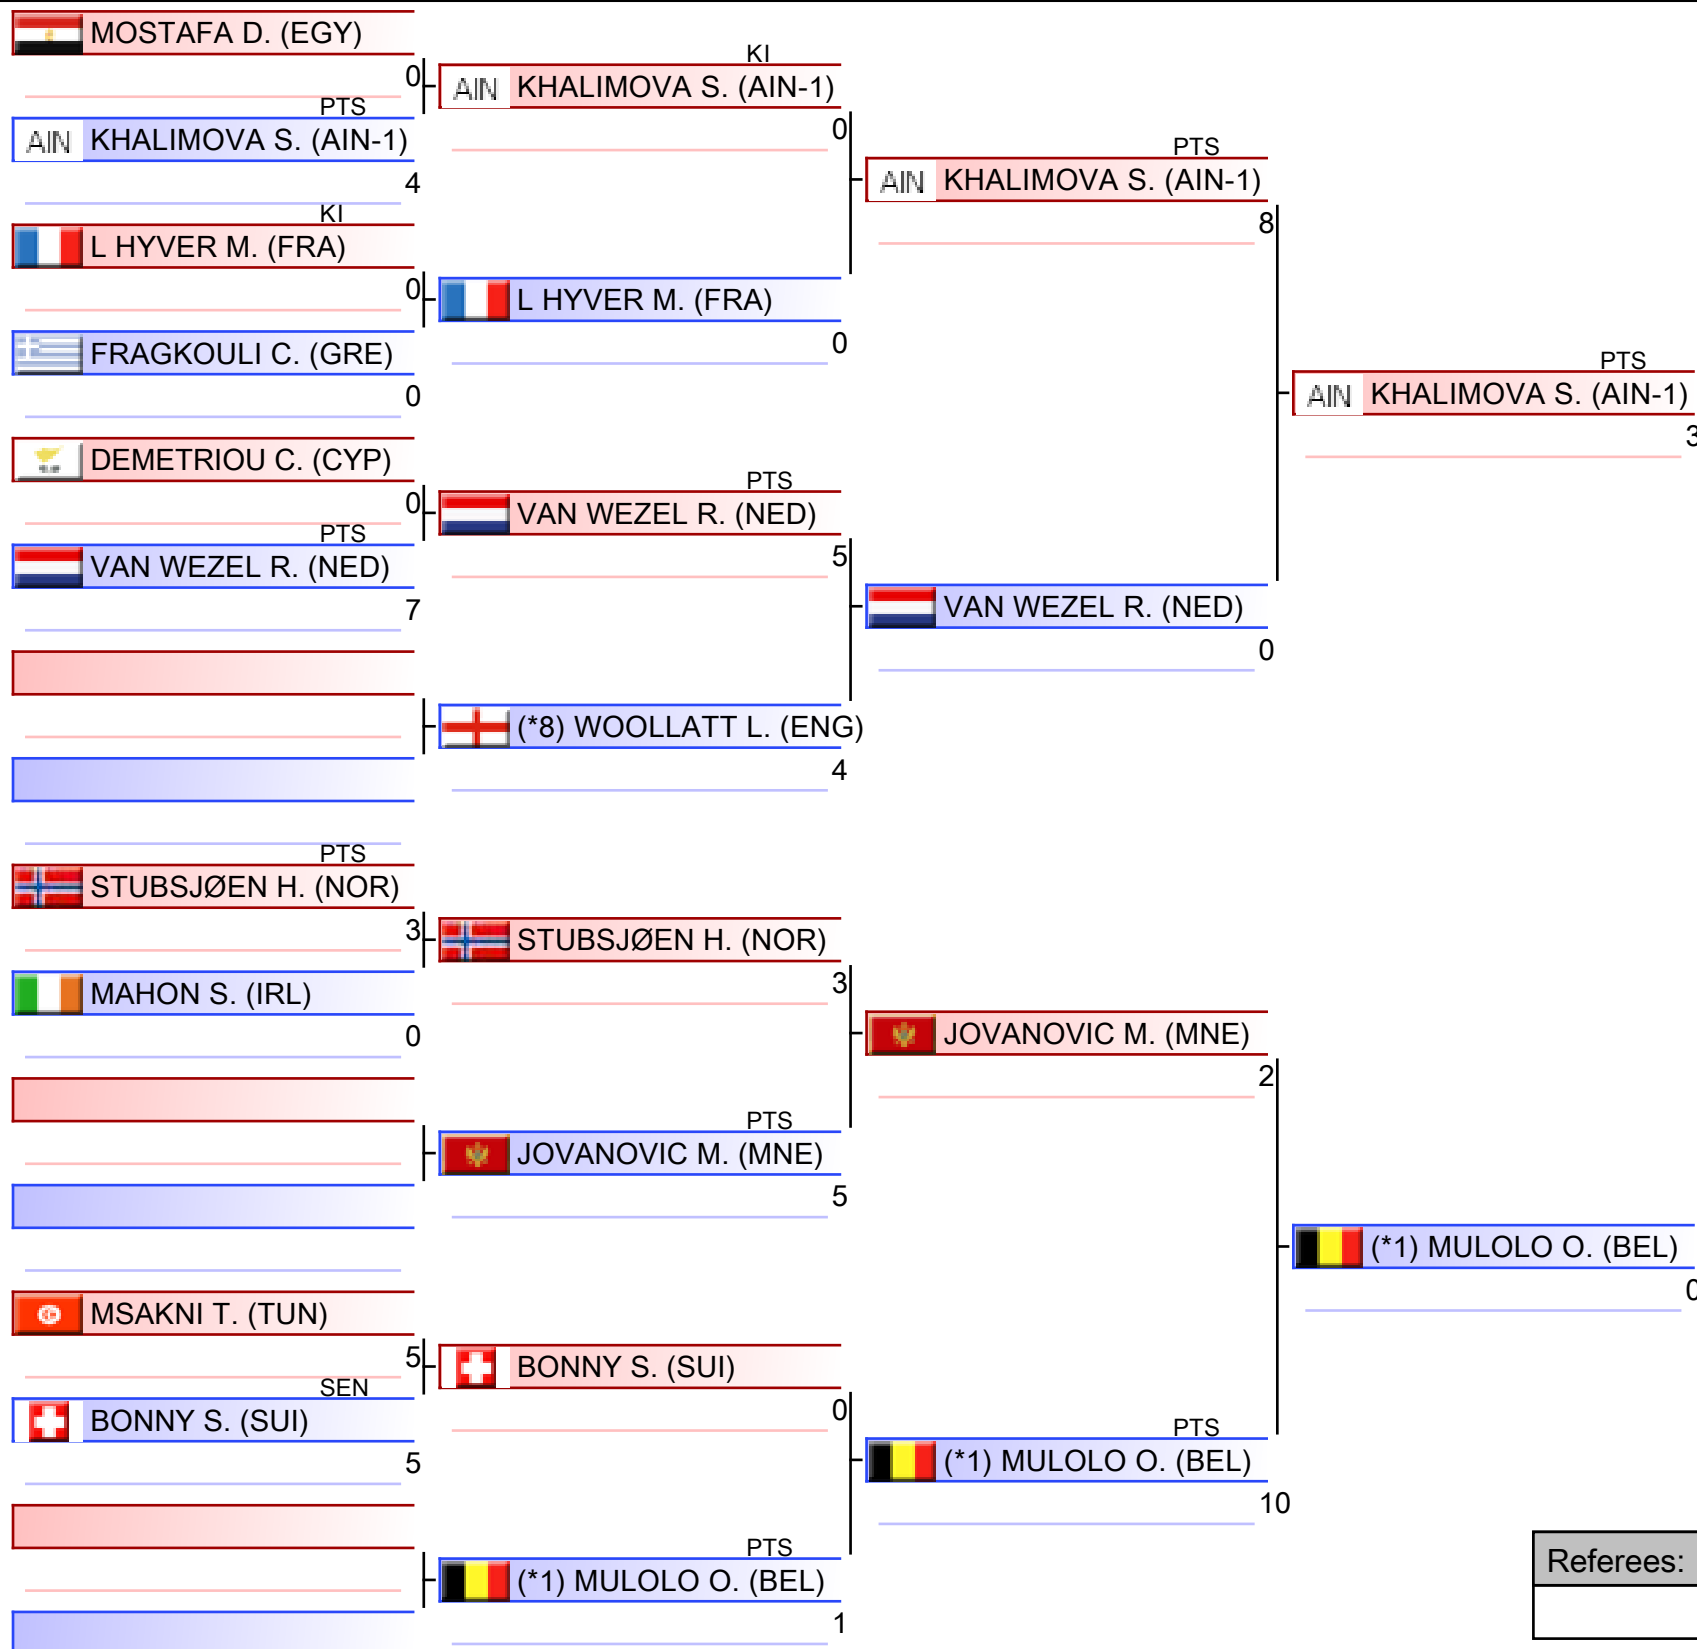 MOSTAFA D. (EGY)
0
PTS
AIN KHALIMOVA S. (AIN-1)
4
KI
L HYVER M. (FRA)
0
FRAGKOULI C. (GRE)
0
DEMETRIOU C. (CYP)
0
PTS
VAN WEZEL R. (NED)
7
PTS
STUBSJØEN H. (NOR)
3
MAHON S. (IRL)
0
MSAKNI T. (TUN)
5
SEN
BONNY S. (SUI)
5
KI
AIN KHALIMOVA S. (AIN-1)
0
L HYVER M. (FRA)
0
PTS
VAN WEZEL R. (NED)
5
(*8) WOOLLATT L. (ENG)
4
STUBSJØEN H. (NOR)
3
PTS
JOVANOVIC M. (MNE)
5
BONNY S. (SUI)
0
PTS
(*1) MULOLO O. (BEL)
1
PTS
AIN KHALIMOVA S. (AIN-1)
8
VAN WEZEL R. (NED)
0
JOVANOVIC M. (MNE)
2
PTS
(*1) MULOLO O. (BEL)
10
PTS
AIN KHALIMOVA S. (AIN-1)
3
(*1) MULOLO O. (BEL)
0
Referees: